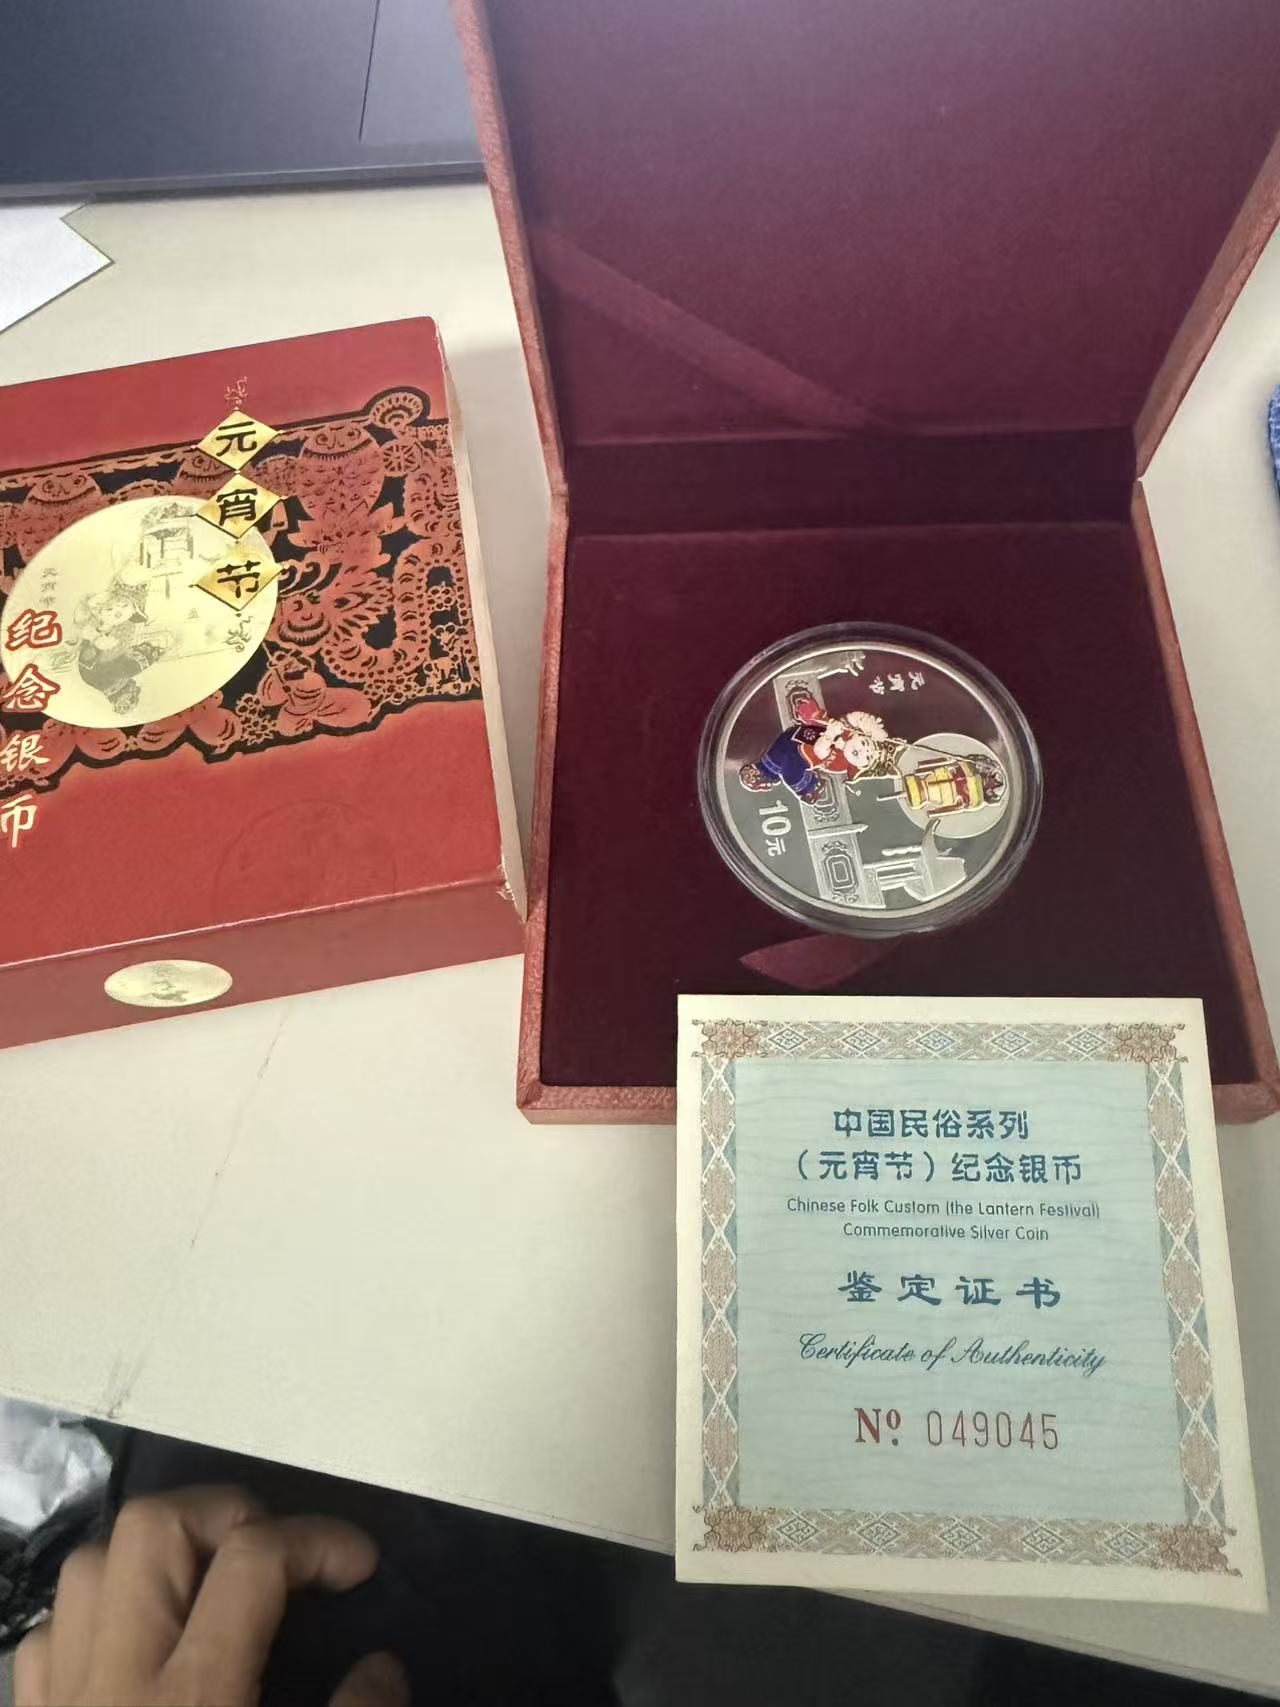 元宵节
纪念银币
元宵节
10元
中国民俗系列
（元宵节）纪念银币
Chinese Folk Custom (the Lantern Festival)
Commemorative Silver Coin
鉴定证书
Certificate of Authenticity
Nº 049045